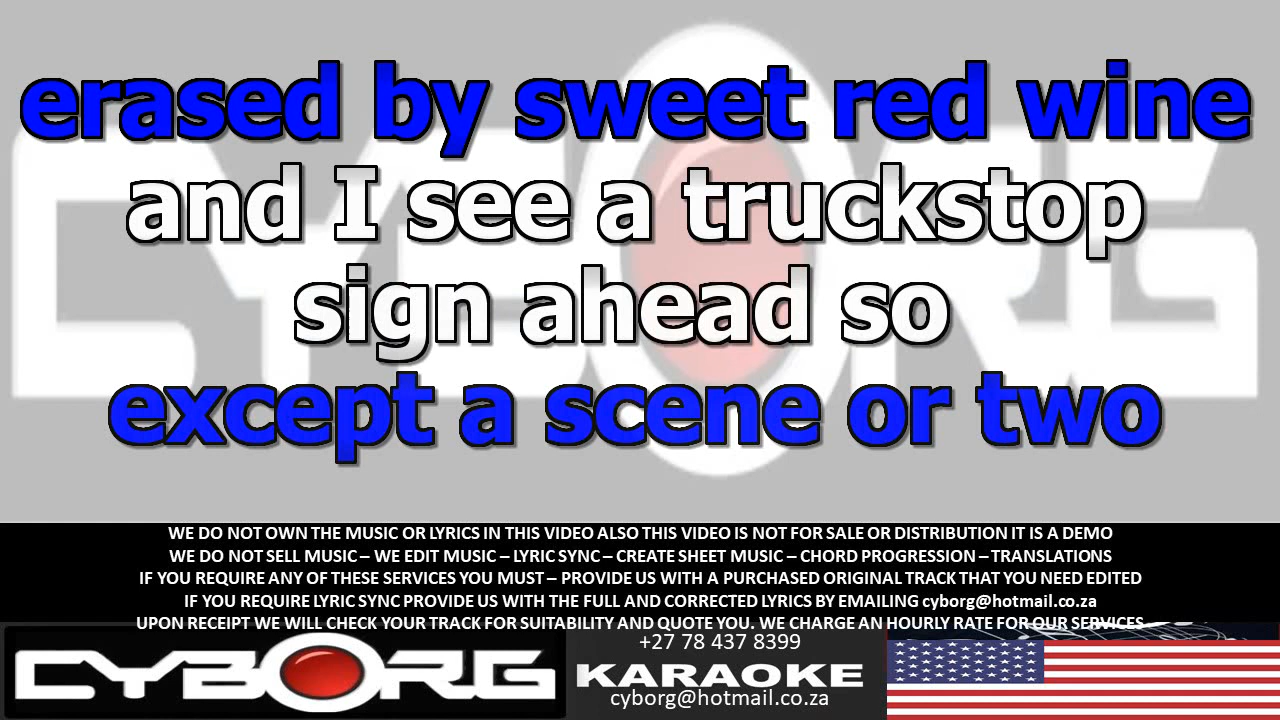 erased by sweet red wine
and I see a truckstop
sign ahead so
except a scene or two
CYBORG
WE DO NOT OWN THE MUSIC OR LYRICS IN THIS VIDEO ALSO THIS VIDEO IS NOT FOR SALE OR DISTRIBUTION IT IS A DEMO
WE DO NOT SELL MUSIC – WE EDIT MUSIC – LYRIC SYNC – CREATE SHEET MUSIC – CHORD PROGRESSION – TRANSLATIONS
IF YOU REQUIRE ANY OF THESE SERVICES YOU MUST – PROVIDE US WITH A PURCHASED ORIGINAL TRACK THAT YOU NEED EDITED
IF YOU REQUIRE LYRIC SYNC PROVIDE US WITH THE FULL AND CORRECTED LYRICS BY EMAILING cyborg@hotmail.co.za
UPON RECEIPT WE WILL CHECK YOUR TRACK FOR SUITABILITY AND QUOTE YOU. WE CHARGE AN HOURLY RATE FOR OUR SERVICES
CYBORG
+27 78 437 8399
KARAOKE
cyborg@hotmail.co.za